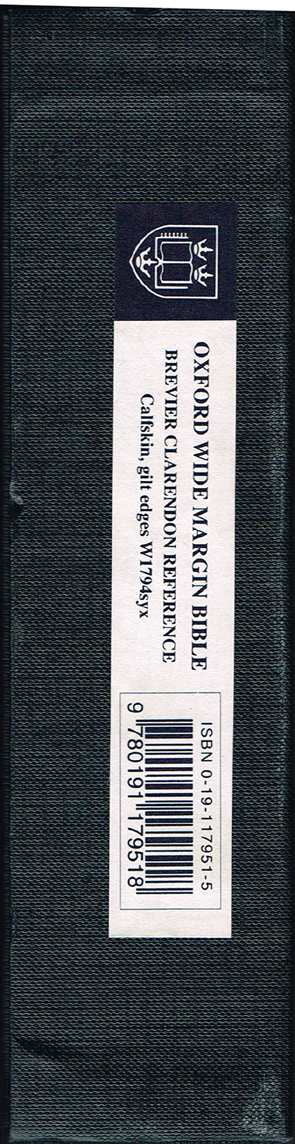 OXFORD WIDE MARGIN BIBLE
BREVIER CLARENDON REFERENCE
Calfskin, gilt edges W1794syx
ISBN 0-19-117951-5
9 780191 179518